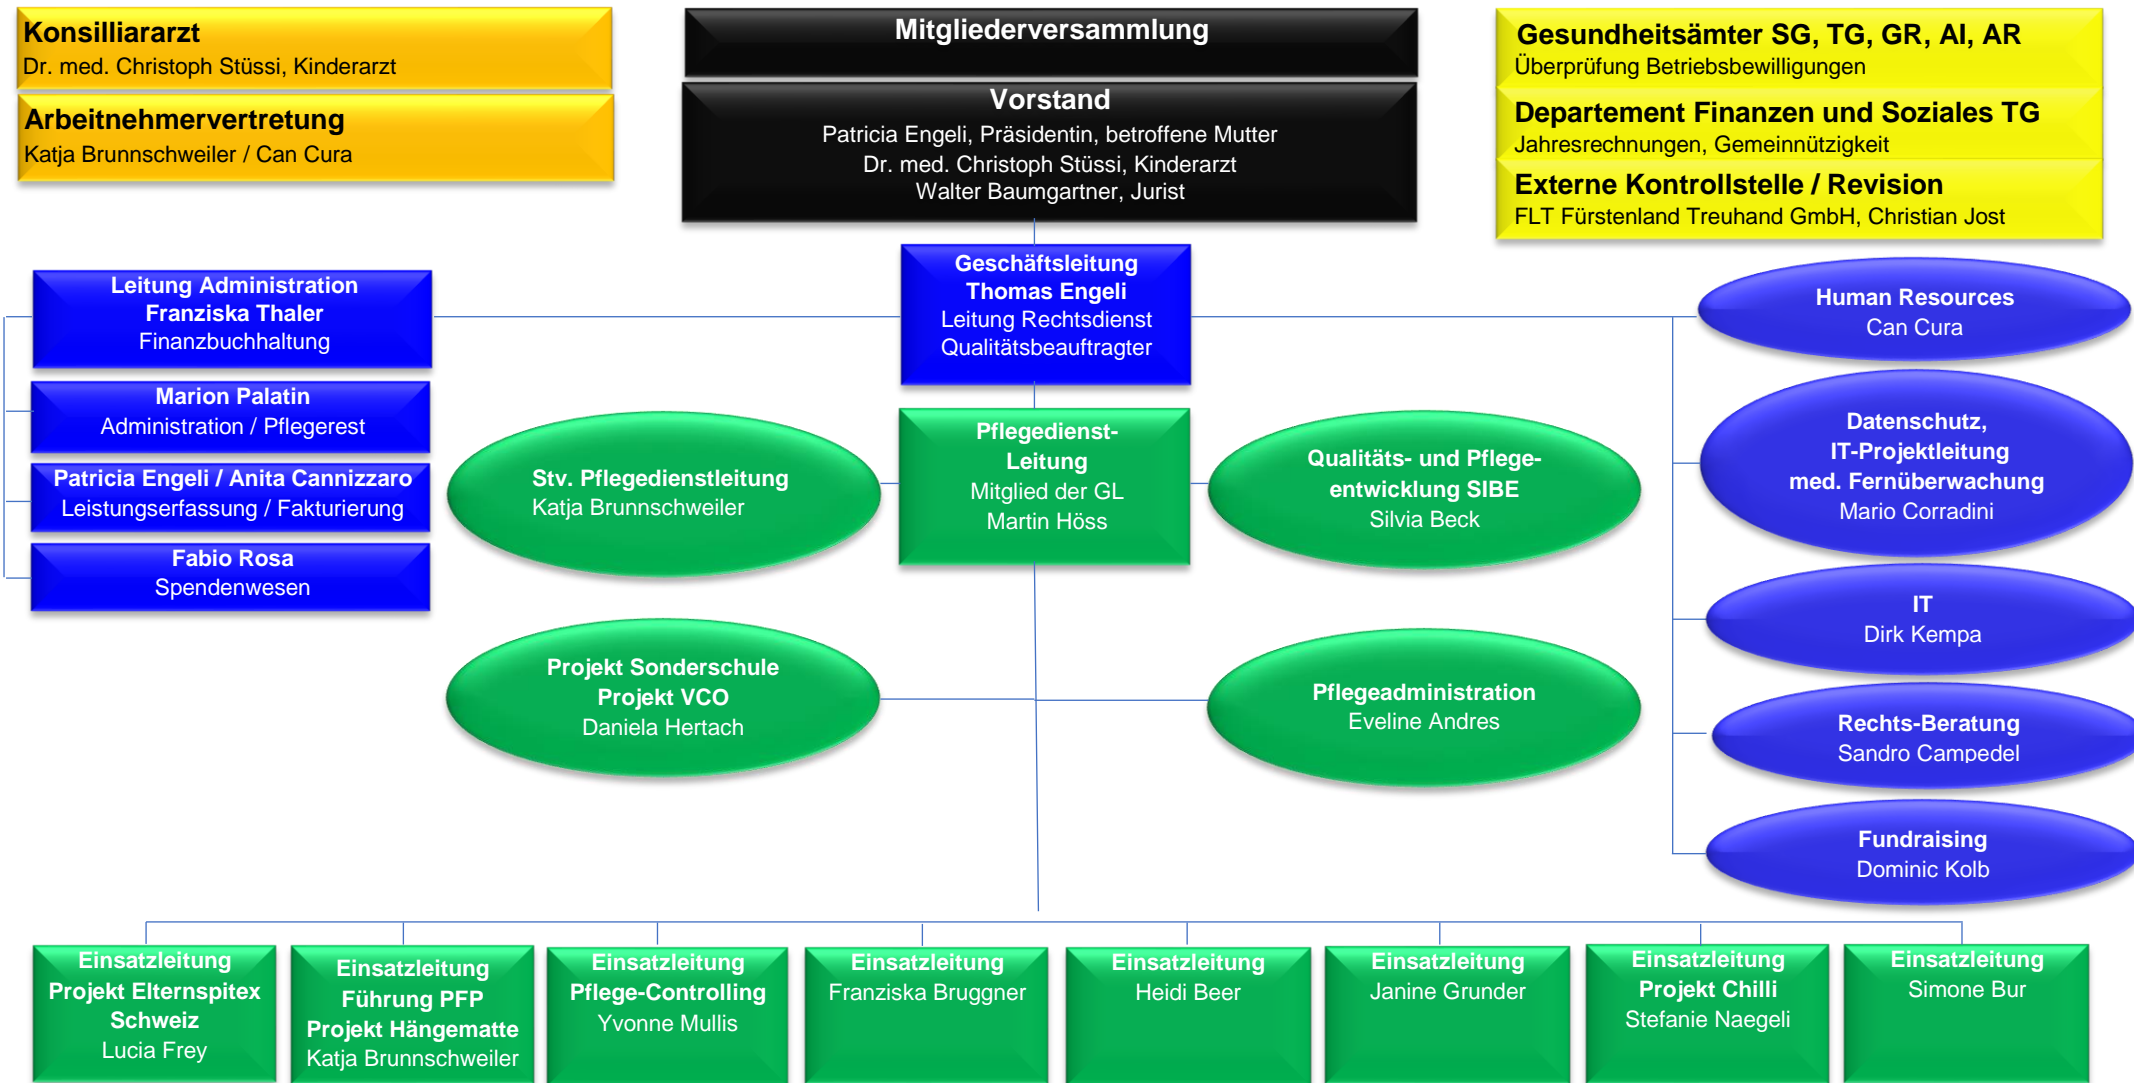 Konsilliararzt
Dr. med. Christoph Stüssi, Kinderarzt
Arbeitnehmervertretung
Katja Brunnschweiler / Can Cura
Mitgliederversammlung
Vorstand
Patricia Engeli, Präsidentin, betroffene Mutter
Dr. med. Christoph Stüssi, Kinderarzt
Walter Baumgartner, Jurist
Gesundheitsämter SG, TG, GR, AI, AR
Überprüfung Betriebsbewilligungen
Departement Finanzen und Soziales TG
Jahresrechnungen, Gemeinnützigkeit
Externe Kontrollstelle / Revision
FLT Fürstenland Treuhand GmbH, Christian Jost
Geschäftsleitung
Thomas Engeli
Leitung Rechtsdienst
Qualitätsbeauftragter
Leitung Administration
Franziska Thaler
Finanzbuchhaltung
Marion Palatin
Administration / Pflegerest
Patricia Engeli / Anita Cannizzaro
Leistungserfassung / Fakturierung
Fabio Rosa
Spendenwesen
Human Resources
Can Cura
Datenschutz,
IT-Projektleitung
med. Fernüberwachung
Mario Corradini
IT
Dirk Kempa
Rechts-Beratung
Sandro Campedel
Fundraising
Dominic Kolb
Stv. Pflegedienstleitung
Katja Brunnschweiler
Pflegedienst-
Leitung
Mitglied der GL
Martin Höss
Qualitäts- und Pflege-
entwicklung SIBE
Silvia Beck
Projekt Sonderschule
Projekt VCO
Daniela Hertach
Pflegeadministration
Eveline Andres
Einsatzleitung
Projekt Elternspitex
Schweiz
Lucia Frey
Einsatzleitung
Führung PFP
Projekt Hängematte
Katja Brunnschweiler
Einsatzleitung
Pflege-Controlling
Yvonne Mullis
Einsatzleitung
Franziska Bruggner
Einsatzleitung
Heidi Beer
Einsatzleitung
Janine Grunder
Einsatzleitung
Projekt Chilli
Stefanie Naegeli
Einsatzleitung
Simone Bur